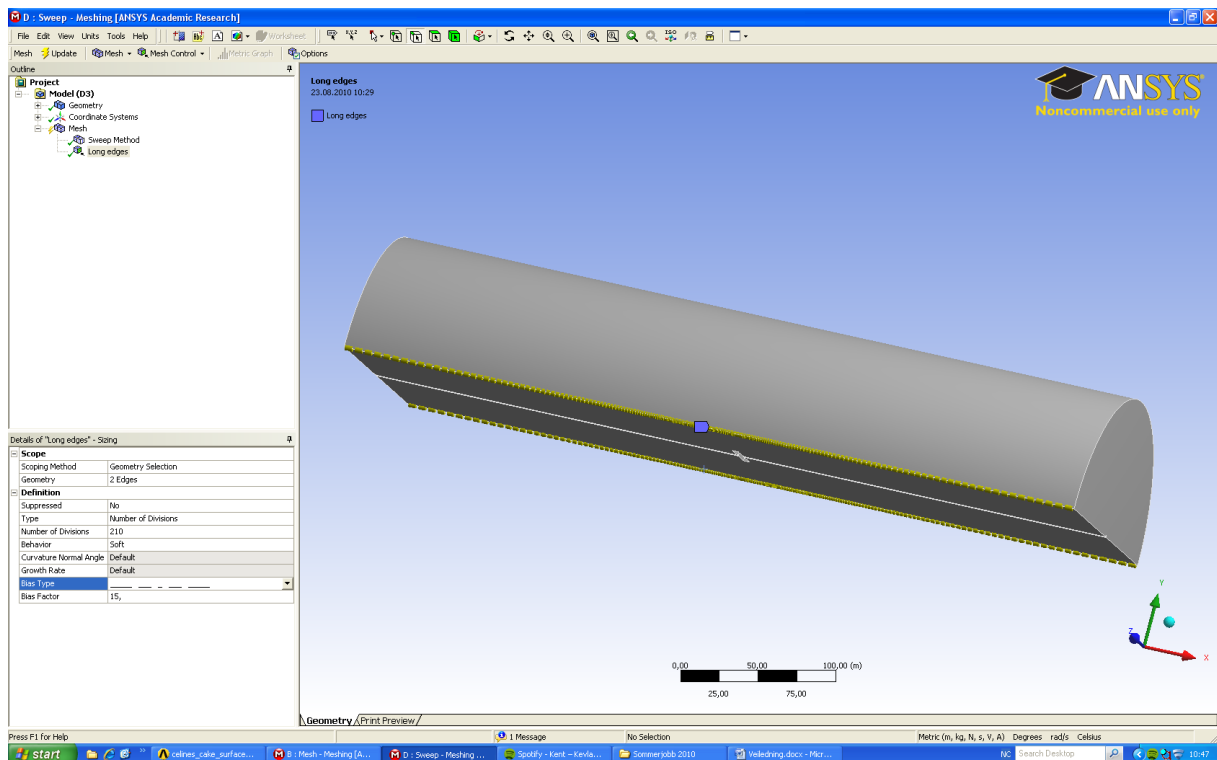 D : Sweep - Meshing [ANSYS Academic Research]
File Edit View Units Tools Help
Worksheet
Mesh Update Mesh Mesh Control Metric Graph Options
Outline
Project
Model (D3)
Geometry
Coordinate Systems
Mesh
Sweep Method
Long edges
Details of "Long edges" - Sizing
Scope
Scoping Method Geometry Selection
Geometry 2 Edges
Definition
Suppressed No
Type Number of Divisions
Number of Divisions 210
Behavior Soft
Curvature Normal Angle Default
Growth Rate Default
Bias Type
Bias Factor 15,
Long edges
23.08.2010 10:29
Long edges
ANSYS
Noncommercial use only
Y
Z
X
0,00 50,00 100,00 (m)
25,00 75,00
Geometry Print Preview
Press F1 for Help 1 Message No Selection Metric (m, kg, N, s, V, A) Degrees rad/s Celsius
start celines_cake_surface... B : Mesh - Meshing [A... D : Sweep - Meshing ... Spotify - Kent – Kevla... Sommerjobb 2010 Veiledning.docx - Micr... NC Search Desktop 10:47